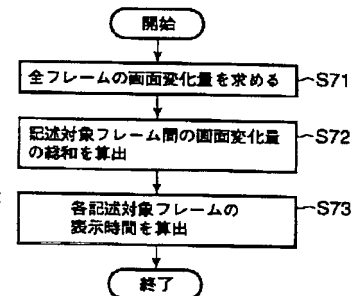 開始
全フレームの画面変化量を求める
S71
記述対象フレーム間の画面変化量
の総和を算出
S72
各記述対象フレームの
表示時間を算出
S73
終了